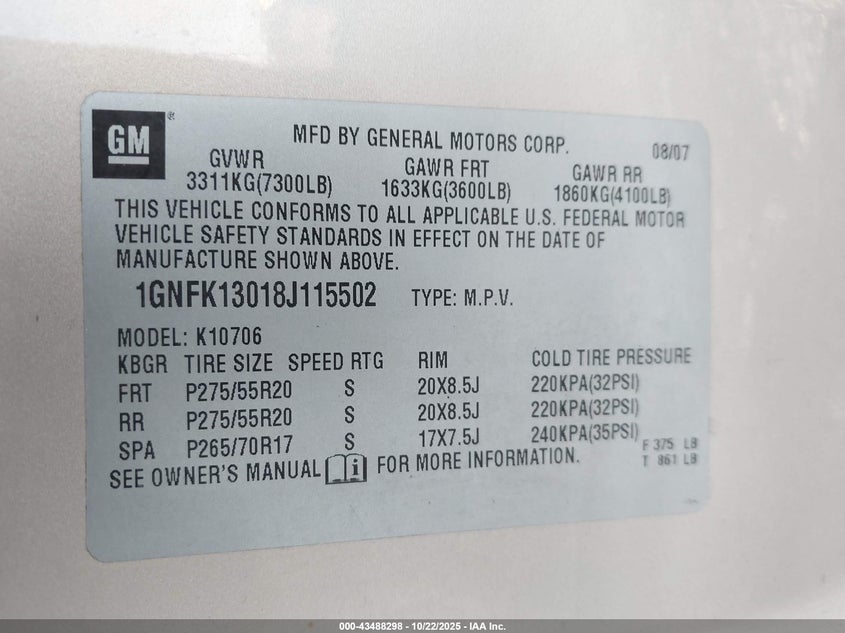 GM ®
MFD BY GENERAL MOTORS CORP. 08/07
GVWR GAWR FRT GAWR RR
3311KG(7300LB) 1633KG(3600LB) 1860KG(4100LB)
THIS VEHICLE CONFORMS TO ALL APPLICABLE U.S. FEDERAL MOTOR
VEHICLE SAFETY STANDARDS IN EFFECT ON THE DATE OF
MANUFACTURE SHOWN ABOVE.
1GNFK13018J115502 TYPE: M.P.V.
MODEL: K10706
KBGR TIRE SIZE SPEED RTG RIM COLD TIRE PRESSURE
FRT P275/55R20 S 20X8.5J 220KPA(32PSI)
RR P275/55R20 S 20X8.5J 220KPA(32PSI)
SPA P265/70R17 S 17X7.5J 240KPA(35PSI)
F 375 LB
T 861 LB
SEE OWNER'S MANUAL i FOR MORE INFORMATION.
000-43488298 - 10/22/2025 - IAA Inc.